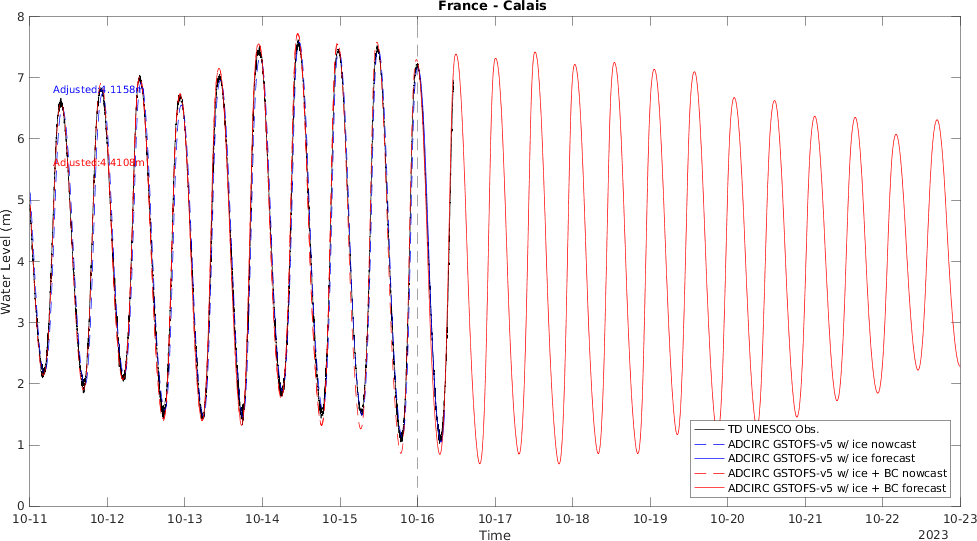 France - Calais
8
7
6
5
4
3
2
1
0
Water Level (m)
Adjusted:4.1158m
Adjusted:4.4108m
TD UNESCO Obs.
ADCIRC GSTOFS-v5 w/ ice nowcast
ADCIRC GSTOFS-v5 w/ ice forecast
ADCIRC GSTOFS-v5 w/ ice + BC nowcast
ADCIRC GSTOFS-v5 w/ ice + BC forecast
10-11 10-12 10-13 10-14 10-15 10-16 10-17 10-18 10-19 10-20 10-21 10-22 10-23
Time
2023